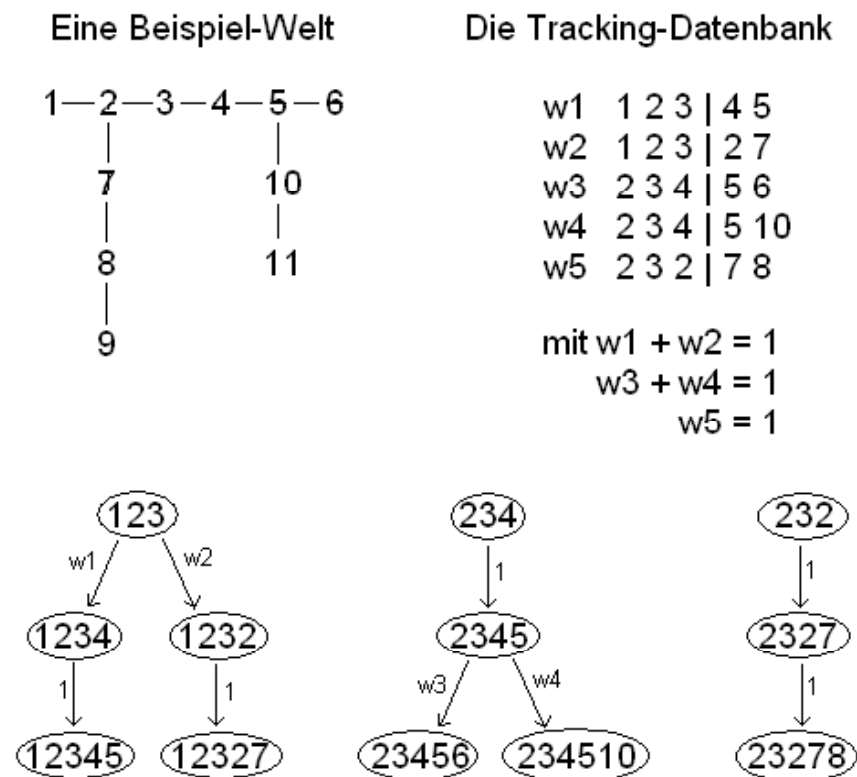 Eine Beispiel-Welt
1—2—3—4—5—6
7 10
8 11
9
Die Tracking-Datenbank
w1 1 2 3 | 4 5
w2 1 2 3 | 2 7
w3 2 3 4 | 5 6
w4 2 3 4 | 5 10
w5 2 3 2 | 7 8
mit w1 + w2 = 1
w3 + w4 = 1
w5 = 1
123
w1 w2
1234 1232
1 1
12345 12327
234
1
2345
w3 w4
23456 234510
232
1
2327
1
23278